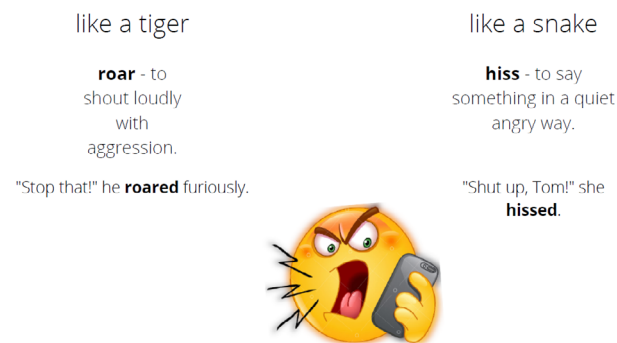 like a tiger
roar - to
shout loudly
with
aggression.
"Stop that!" he roared furiously.
like a snake
hiss - to say
something in a quiet
angry way.
"Shut up, Tom!" she
hissed.